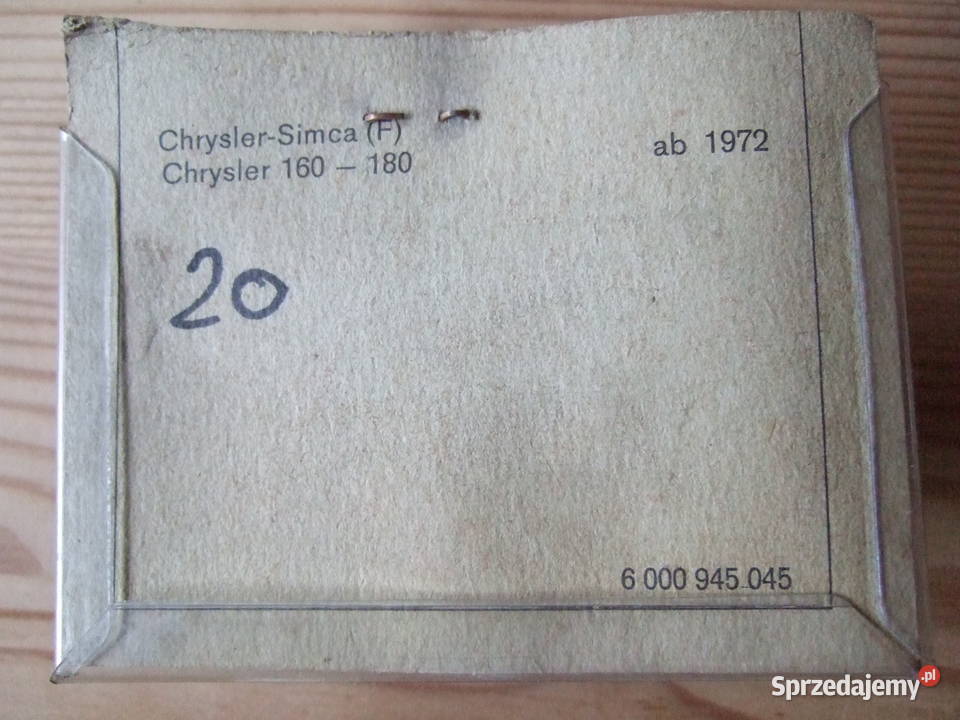 Chrysler-Simca (F)
Chrysler 160 – 180
ab 1972
20
6 000 945 045
Sprzedajemy.pl